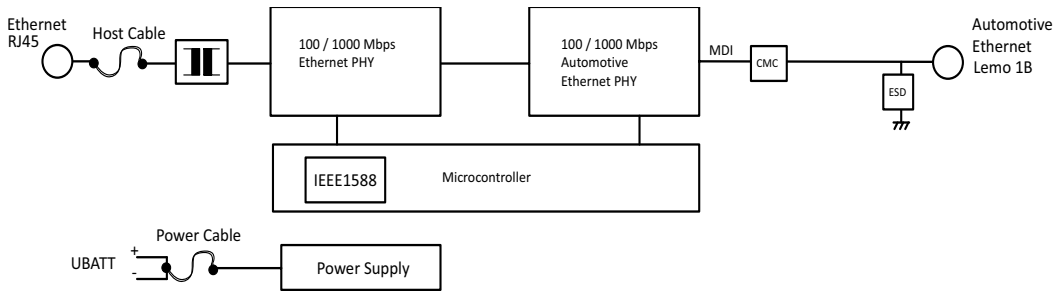 Ethernet
RJ45
Host Cable
100 / 1000 Mbps
Ethernet PHY
100 / 1000 Mbps
Automotive
Ethernet PHY
MDI
CMC
ESD
Automotive
Ethernet
Lemo 1B
IEEE1588
Microcontroller
UBATT
+
-
Power Cable
Power Supply